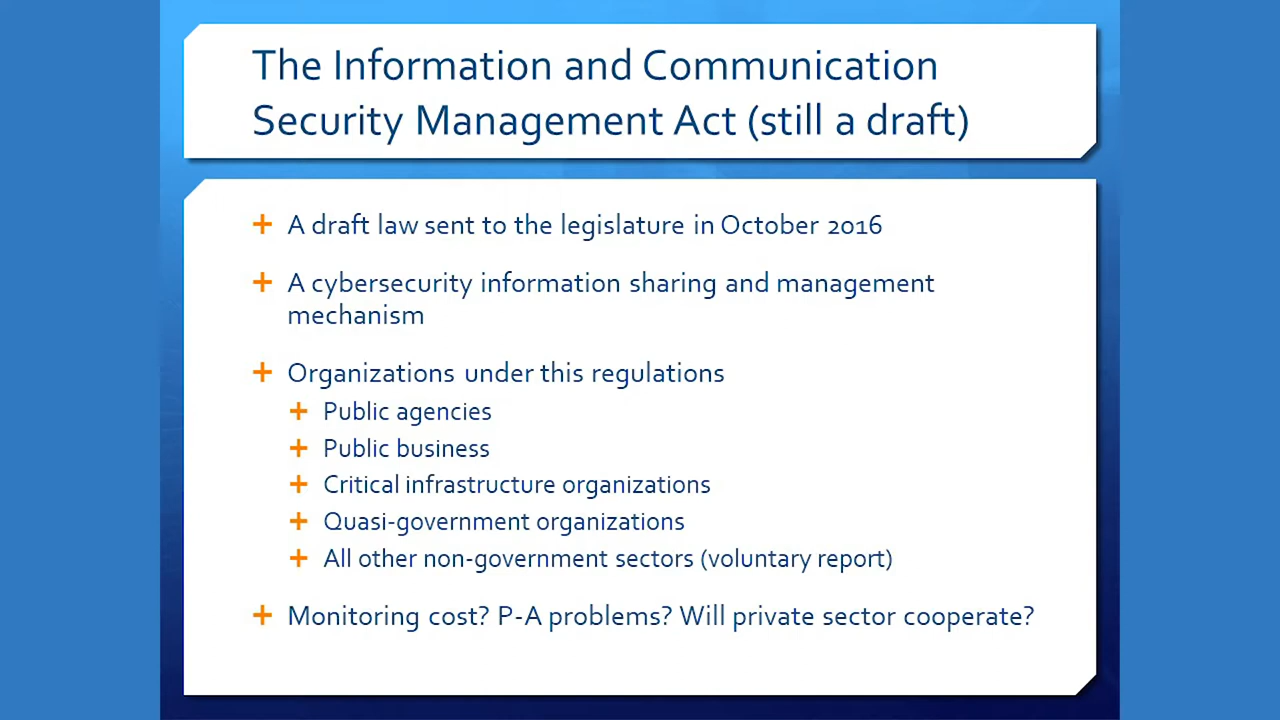 The Information and Communication
Security Management Act (still a draft)
+ A draft law sent to the legislature in October 2016
+ A cybersecurity information sharing and management
mechanism
+ Organizations under this regulations
+ Public agencies
+ Public business
+ Critical infrastructure organizations
+ Quasi-government organizations
+ All other non-government sectors (voluntary report)
+ Monitoring cost? P-A problems? Will private sector cooperate?